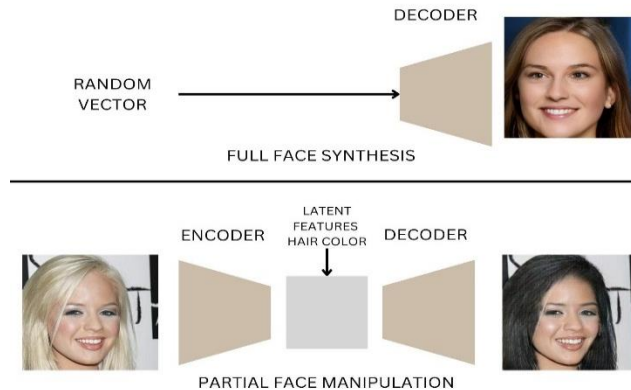 DECODER
RANDOM
VECTOR
FULL FACE SYNTHESIS
LATENT
FEATURES
HAIR COLOR
ENCODER
DECODER
PARTIAL FACE MANIPULATION